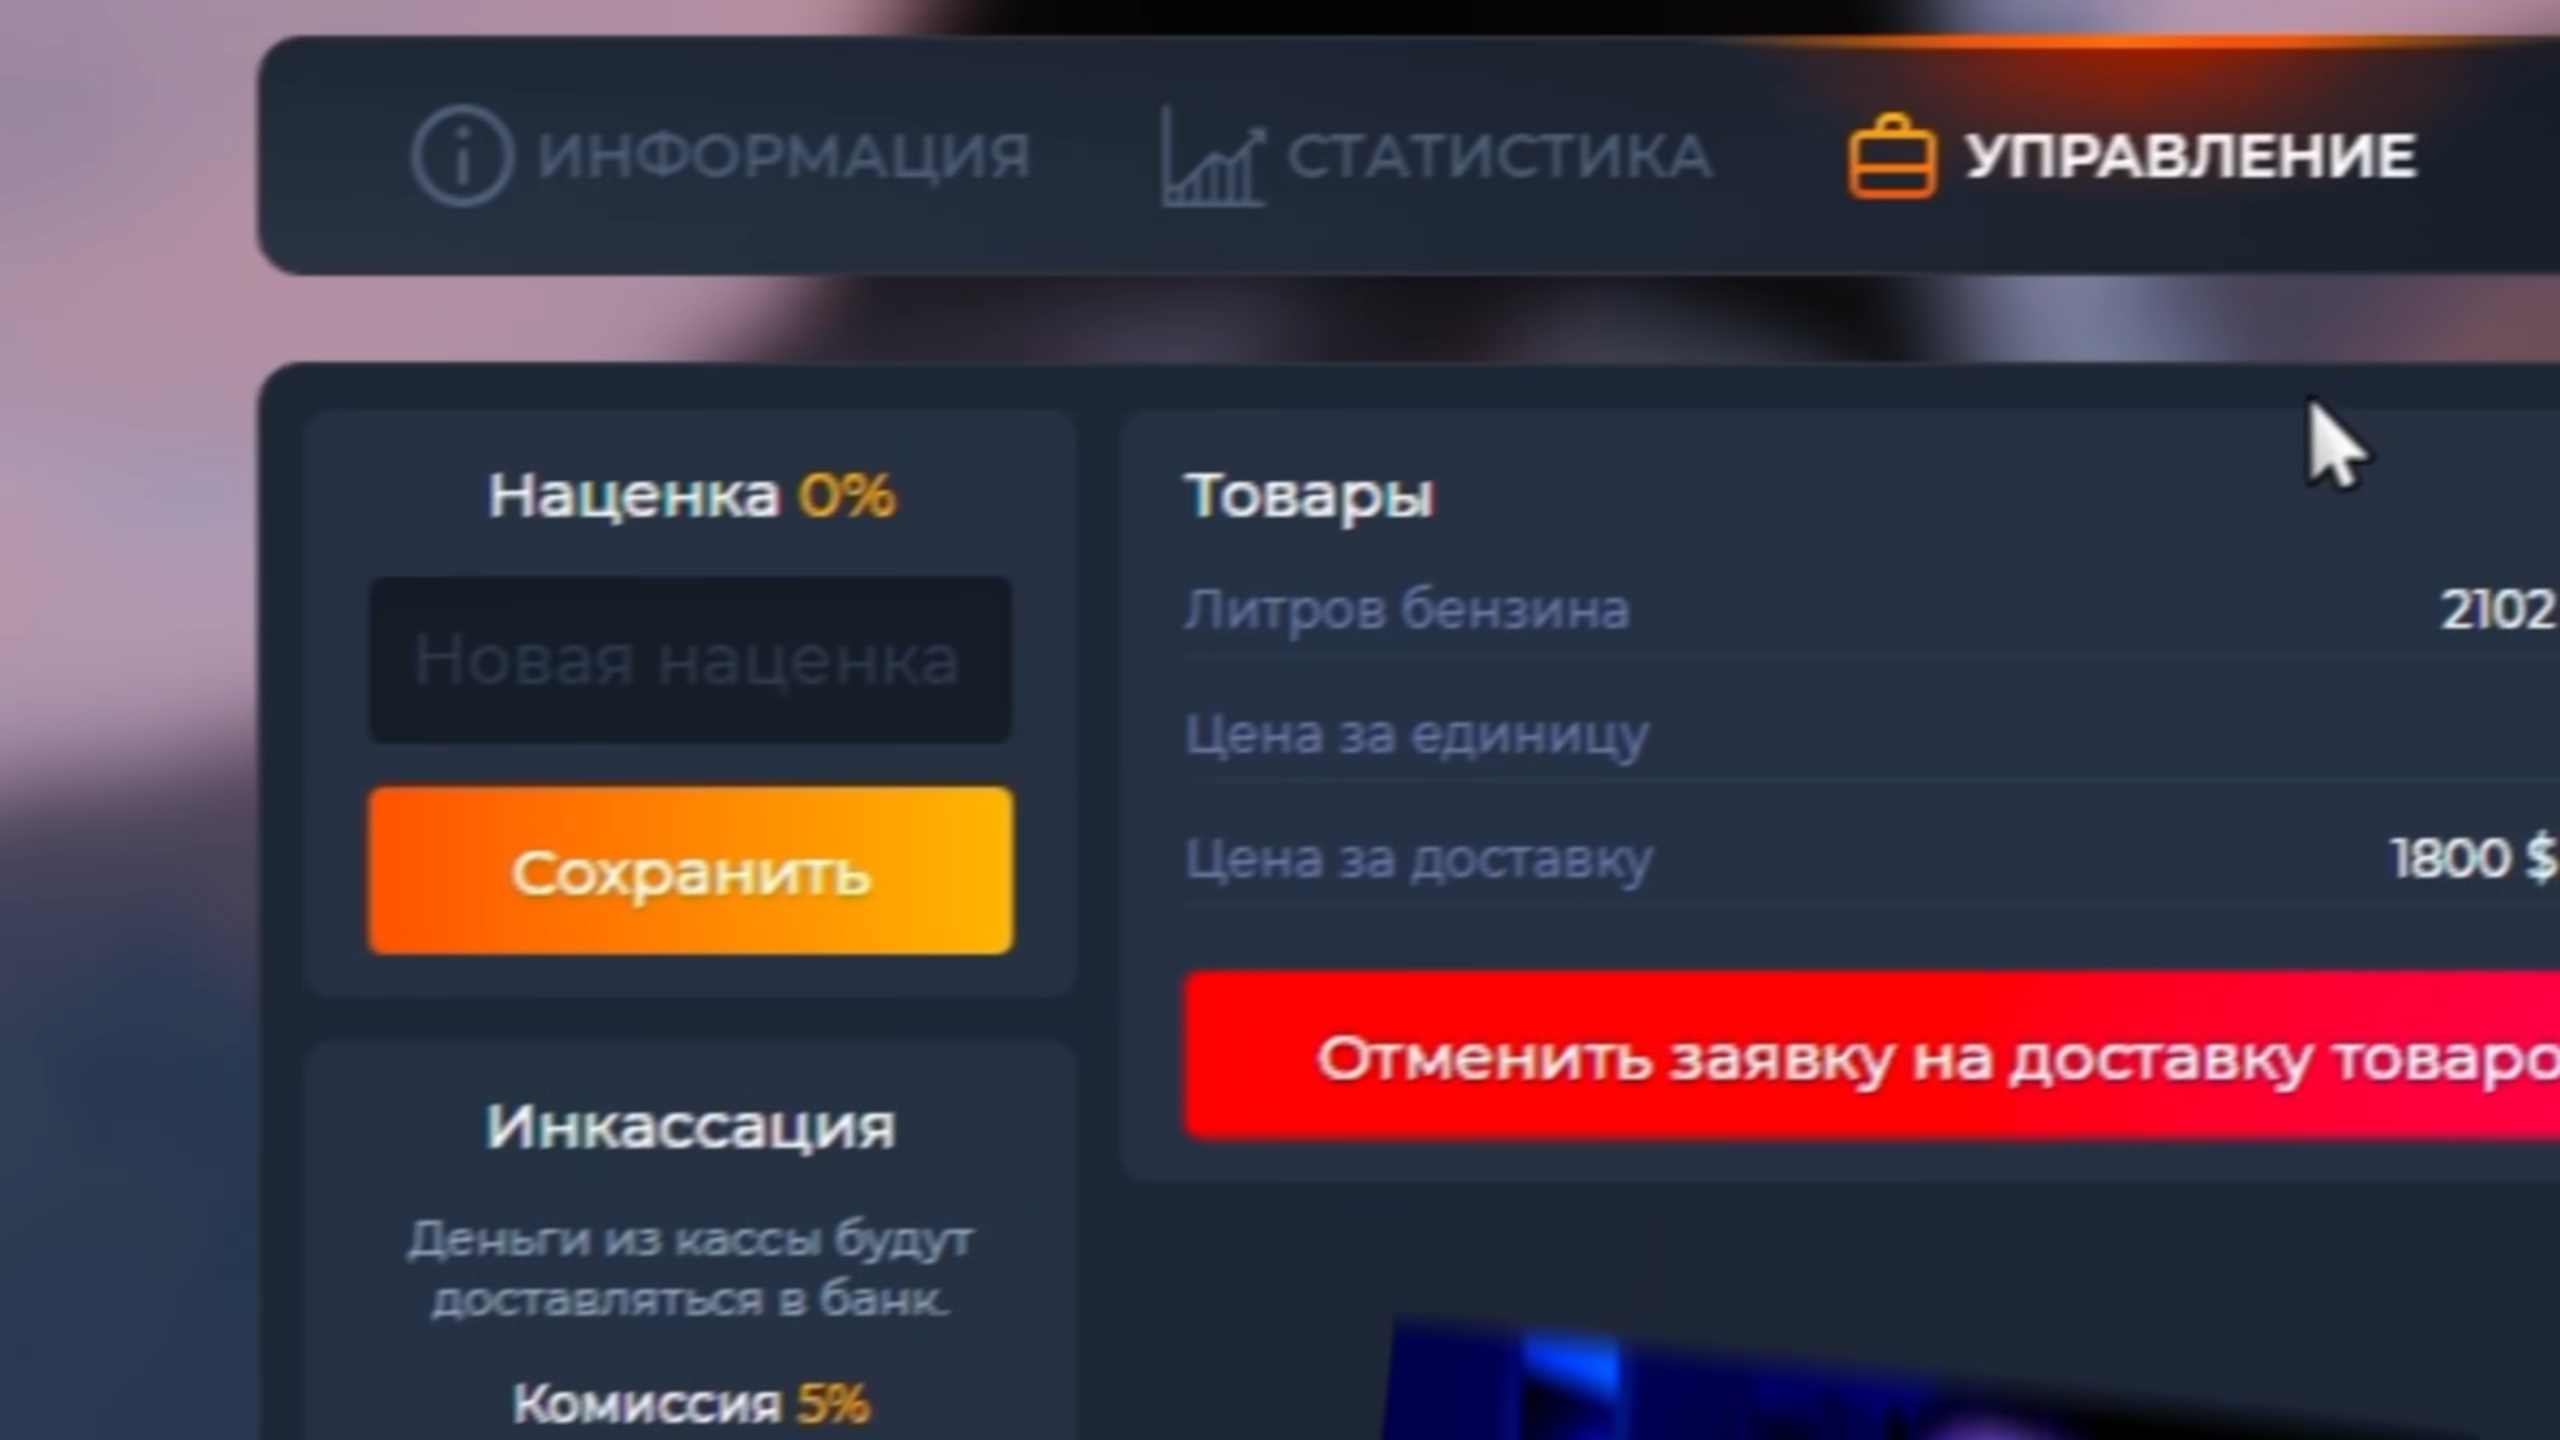 ИНФОРМАЦИЯ СТАТИСТИКА УПРАВЛЕНИЕ
Наценка 0%
Новая наценка
Сохранить
Инкассация
Деньги из кассы будут
доставляться в банк.
Комиссия 5%
Товары
Литров бензина 2102
Цена за единицу
Цена за доставку 1800 $
Отменить заявку на доставку товаро